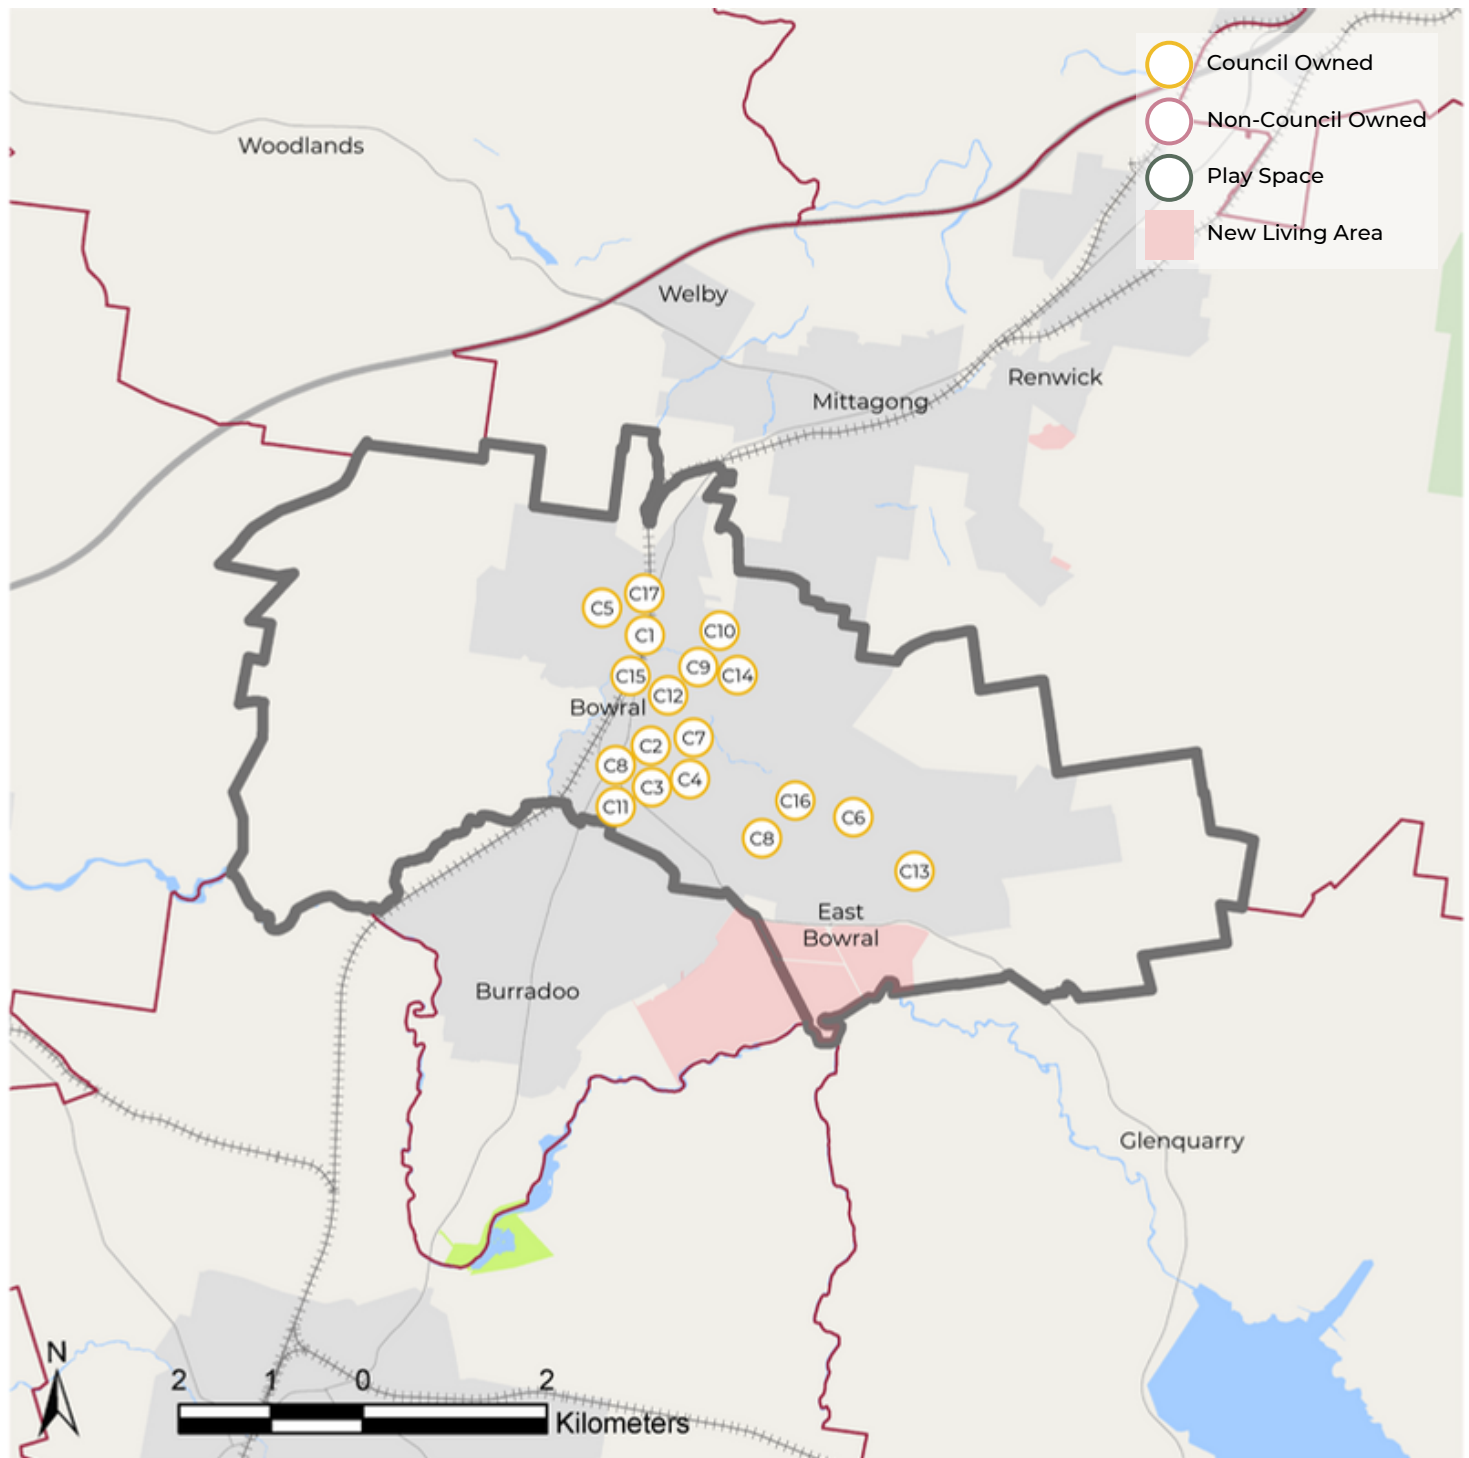 Council Owned
Non-Council Owned
Play Space
New Living Area
Woodlands
Welby
Renwick
Mittagong
C17
C5
C10
C1
C9
C14
C15
C12
Bowral
C7
C2
C8
C4
C3
C16
C11
C6
C8
C13
East
Bowral
Burradoo
Glenquarry
N
2 1 0 2
Kilometers